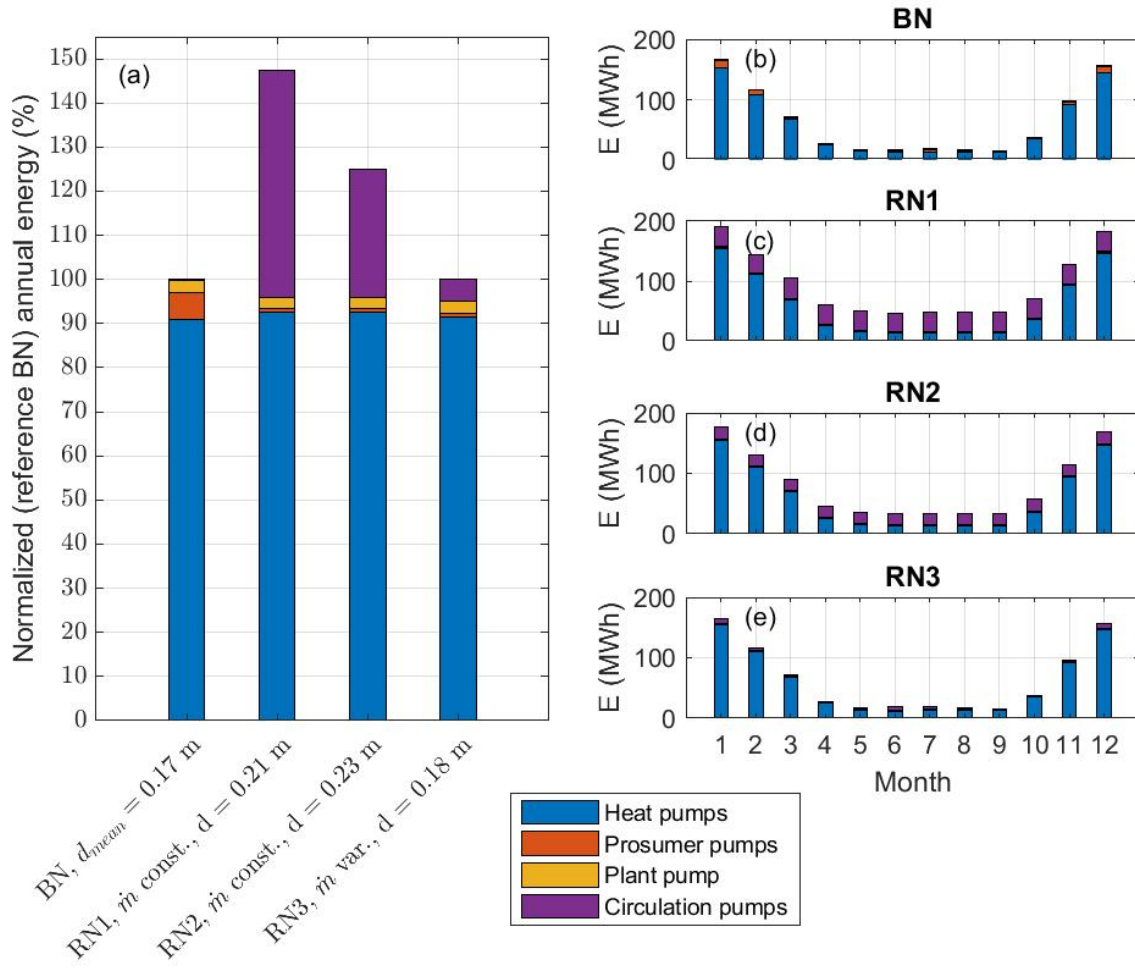 Normalized (reference BN) annual energy (%)
150
140
130
120
110
100
90
80
70
60
50
40
30
20
10
0
(a)
BN, d_mean = 0.17 m
RN1, ṁ const., d = 0.21 m
RN2, ṁ const., d = 0.23 m
RN3, ṁ var., d = 0.18 m
BN
(b)
E (MWh)
200
100
0
RN1
(c)
E (MWh)
200
100
0
RN2
(d)
E (MWh)
200
100
0
RN3
(e)
E (MWh)
200
100
0
1 2 3 4 5 6 7 8 9 10 11 12
Month
Heat pumps
Prosumer pumps
Plant pump
Circulation pumps